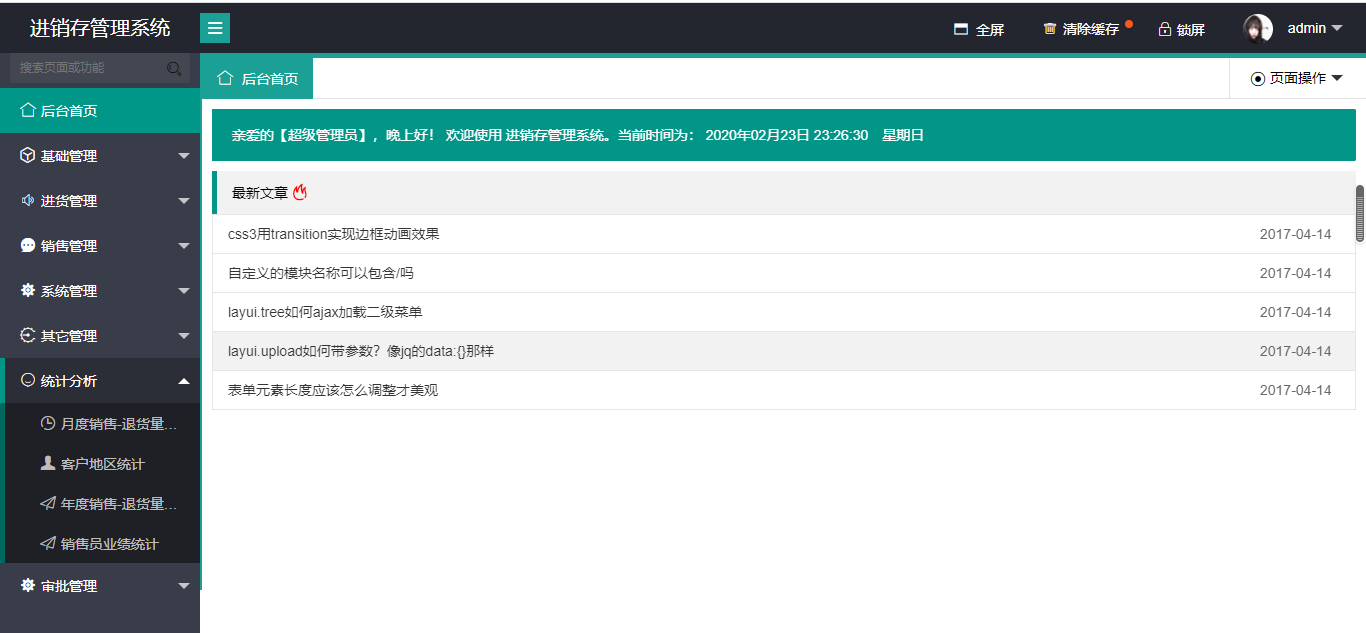 进销存管理系统
全屏
清除缓存
锁屏
admin
搜索页面或功能
后台首页
页面操作
后台首页
基础管理
进货管理
销售管理
系统管理
其它管理
统计分析
月度销售-退货量...
客户地区统计
年度销售-退货量...
销售员业绩统计
审批管理
亲爱的【超级管理员】，晚上好！ 欢迎使用 进销存管理系统。当前时间为： 2020年02月23日 23:26:30 星期日
最新文章
css3用transition实现边框动画效果 2017-04-14
自定义的模块名称可以包含/吗 2017-04-14
layui.tree如何ajax加载二级菜单 2017-04-14
layui.upload如何带参数？像jq的data:{}那样 2017-04-14
表单元素长度应该怎么调整才美观 2017-04-14